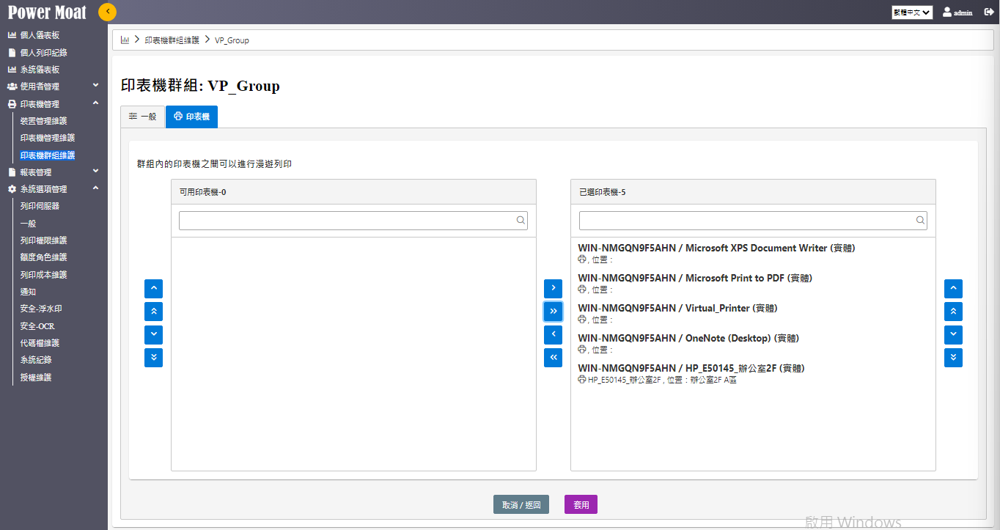 Power Moat
繁體中文
admin
個人儀表板
個人列印紀錄
系統儀表板
使用者管理
印表機管理
裝置管理維護
印表機管理維護
印表機群組維護
報表管理
系統選項管理
列印伺服器
一般
列印權限維護
額度角色維護
列印成本維護
通知
安全-浮水印
安全-OCR
代碼檔維護
系統紀錄
授權維護
印表機群組維護 > VP_Group
印表機群組: VP_Group
一般
印表機
群組內的印表機之間可以進行漫遊列印
可用印表機-0
已選印表機-5
WIN-NMGQN9F5AHN / Microsoft XPS Document Writer (實體)
, 位置：
WIN-NMGQN9F5AHN / Microsoft Print to PDF (實體)
, 位置：
WIN-NMGQN9F5AHN / Virtual_Printer (實體)
, 位置：
WIN-NMGQN9F5AHN / OneNote (Desktop) (實體)
, 位置：
WIN-NMGQN9F5AHN / HP_E50145_辦公室2F (實體)
HP_E50145_辦公室2F , 位置：辦公室2F A區
取消 / 返回
套用
啟用 Windows